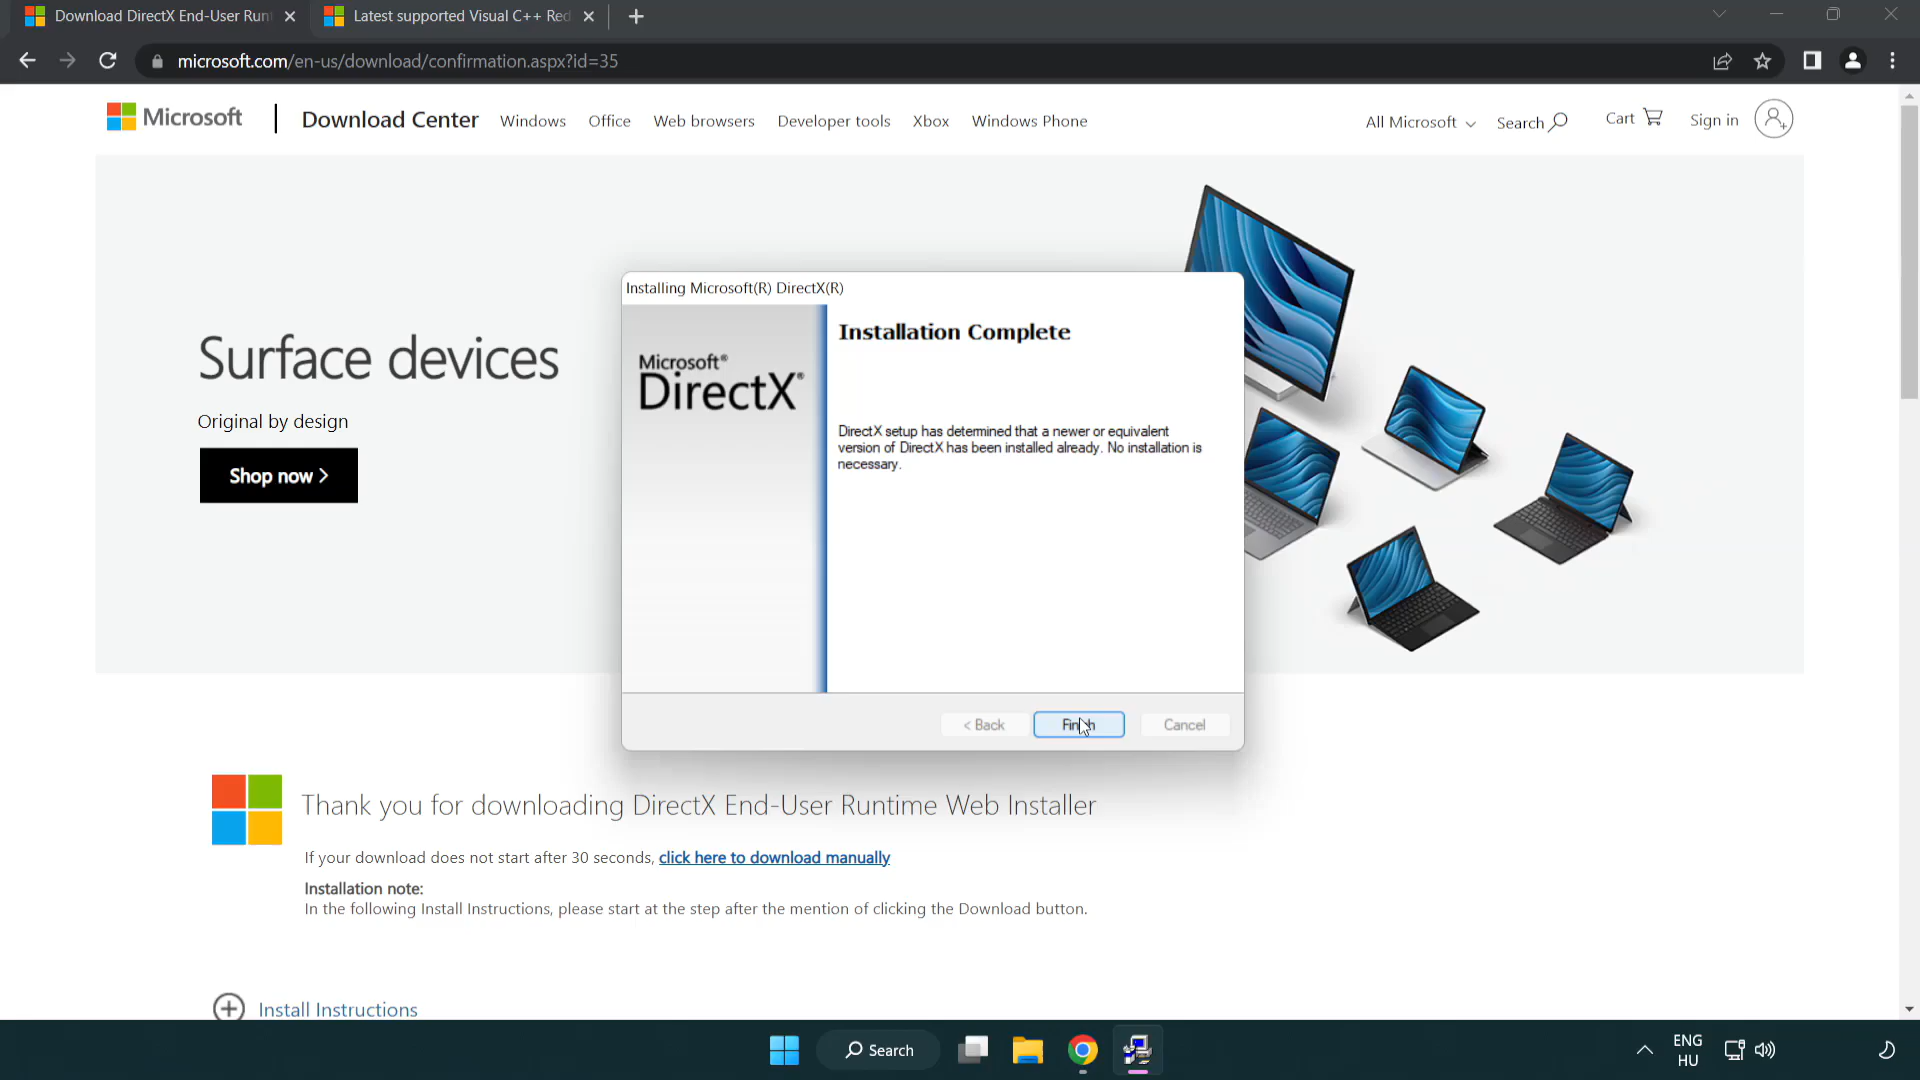 Download DirectX End-User Run
Latest supported Visual C++ Red
microsoft.com/en-us/download/confirmation.aspx?id=35
Microsoft
Download Center
Windows
Office
Web browsers
Developer tools
Xbox
Windows Phone
All Microsoft
Search
Cart
Sign in
Surface devices
Original by design
Shop now
Installing Microsoft(R) DirectX(R)
Microsoft®
DirectX®
Installation Complete
DirectX setup has determined that a newer or equivalent
version of DirectX has been installed already. No installation is
necessary.
< Back
Finish
Cancel
Thank you for downloading DirectX End-User Runtime Web Installer
If your download does not start after 30 seconds, click here to download manually
Installation note:
In the following Install Instructions, please start at the step after the mention of clicking the Download button.
Install Instructions
Search
ENG
HU